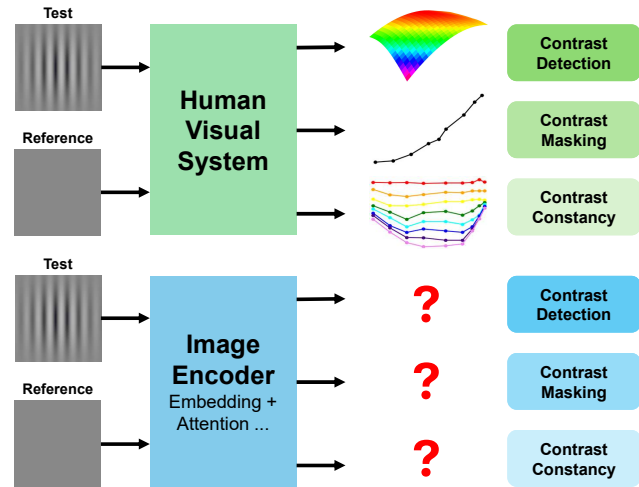 Test
Reference
Human
Visual
System
Contrast
Detection
Contrast
Masking
Contrast
Constancy
Test
Reference
Image
Encoder
Embedding +
Attention ...
?
?
?
Contrast
Detection
Contrast
Masking
Contrast
Constancy